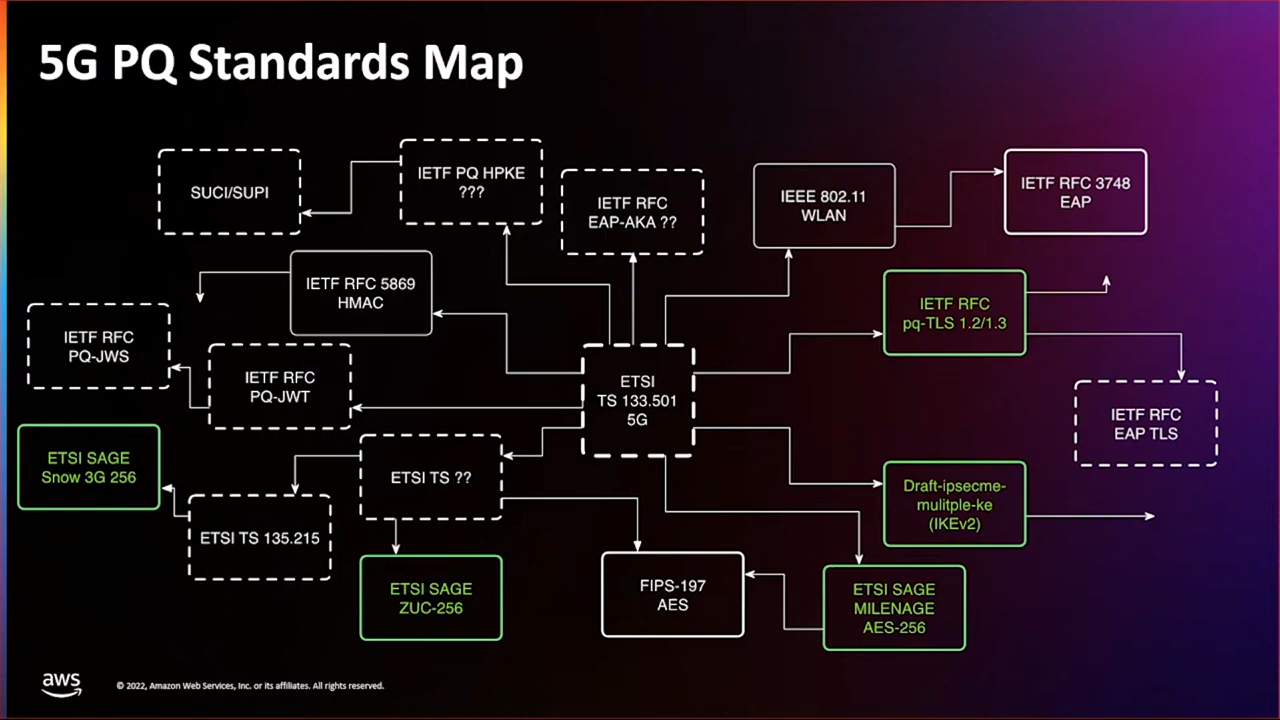 5G PQ Standards Map
SUCI/SUPI
IETF PQ HPKE
???
IETF RFC
EAP-AKA ??
IEEE 802.11
WLAN
IETF RFC 3748
EAP
IETF RFC 5869
HMAC
IETF RFC
pq-TLS 1.2/1.3
IETF RFC
PQ-JWS
IETF RFC
PQ-JWT
ETSI
TS 133.501
5G
IETF RFC
EAP TLS
ETSI SAGE
Snow 3G 256
ETSI TS ??
Draft-ipsecme-
mulitple-ke
(IKEv2)
ETSI TS 135.215
ETSI SAGE
ZUC-256
FIPS-197
AES
ETSI SAGE
MILENAGE
AES-256
aws
© 2022, Amazon Web Services, Inc. or its affiliates. All rights reserved.